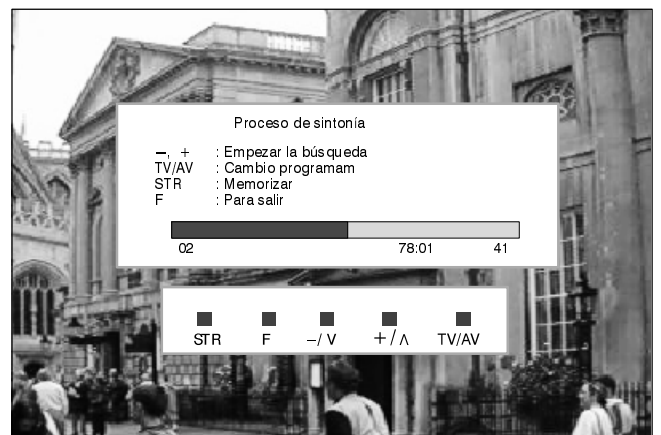 Proceso de sintonía
–, + : Empezar la búsqueda
TV/AV : Cambio programam
STR : Memorizar
F : Para salir
02 78:01 41
STR F –/ V + / Λ TV/AV